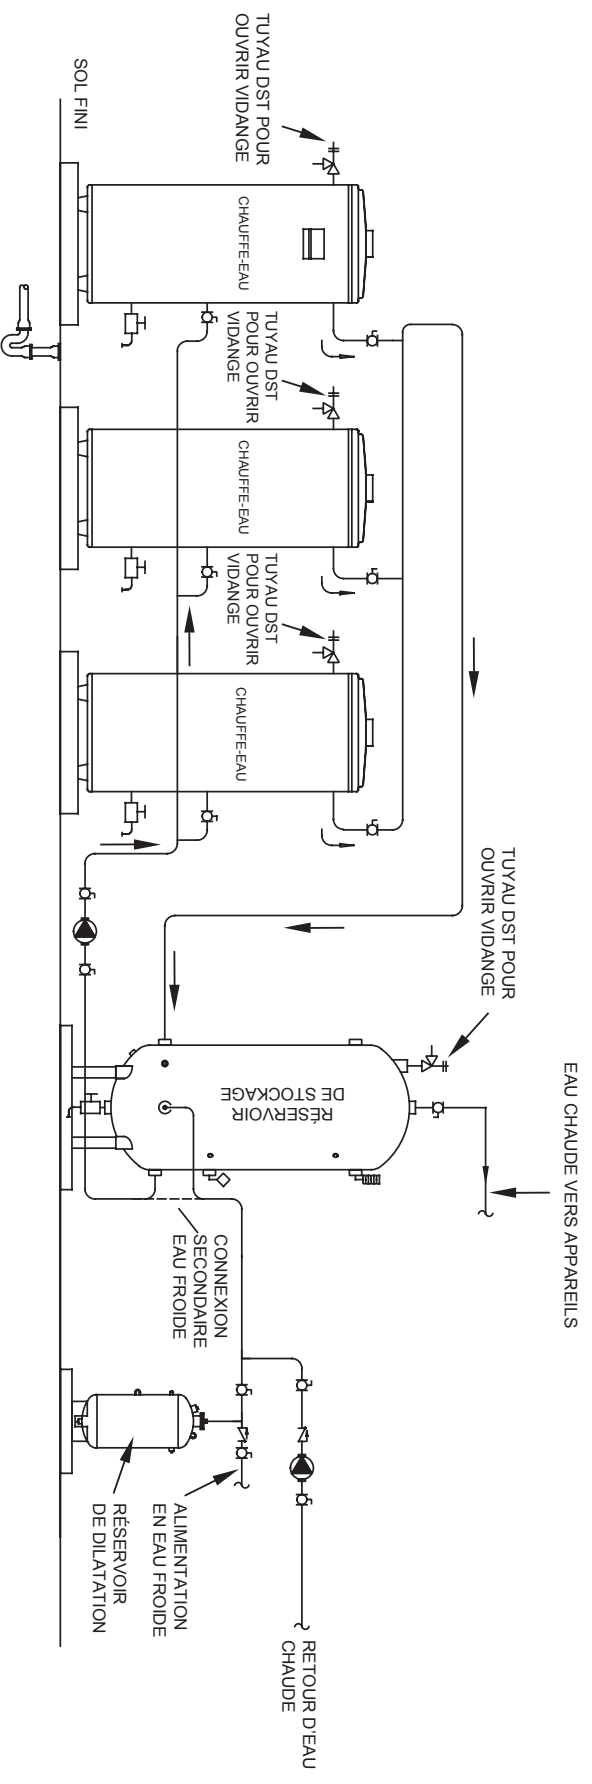 TUYAU DST POUR
OUVRIR VIDANGE
SOL FINI
CHAUFFE-EAU
TUYAU DST
POUR OUVRIR
VIDANGE
CHAUFFE-EAU
TUYAU DST
POUR OUVRIR
VIDANGE
CHAUFFE-EAU
TUYAU DST POUR
OUVRIR VIDANGE
EAU CHAUDE VERS APPAREILS
RÉSERVOIR
DE STOCKAGE
CONNEXION
SECONDAIRE
EAU FROIDE
ALIMENTATION
EN EAU FROIDE
RÉSERVOIR
DE DILATATION
RETOUR D'EAU
CHAUDE